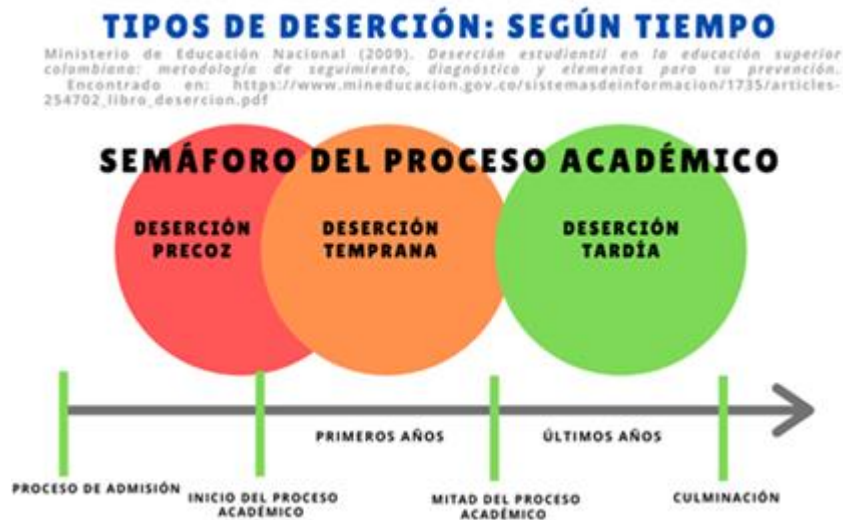 TIPOS DE DESERCIÓN: SEGÚN TIEMPO
Ministerio de Educación Nacional (2009). Deserción estudiantil en la educación superior
colombiana: metodología de seguimiento, diagnóstico y elementos para su prevención.
Encontrado en: https://www.mineducacion.gov.co/sistemasdeinformacion/1735/articles-
254702_libro_desercion.pdf
SEMÁFORO DEL PROCESO ACADÉMICO
DESERCIÓN
PRECOZ
DESERCIÓN
TEMPRANA
DESERCIÓN
TARDÍA
PRIMEROS AÑOS
ÚLTIMOS AÑOS
PROCESO DE ADMISIÓN
INICIO DEL PROCESO
ACADÉMICO
MITAD DEL PROCESO
ACADÉMICO
CULMINACIÓN